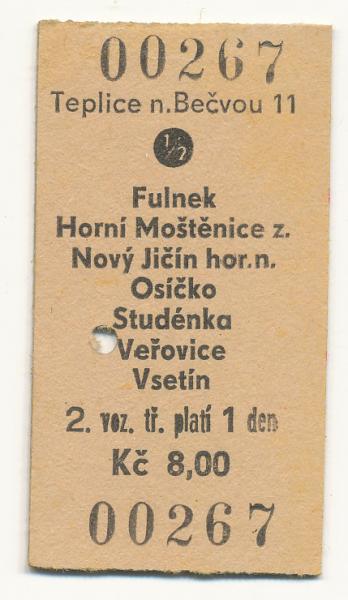 00267
Teplice n.Bečvou 11
1/2
Fulnek
Horní Moštěnice z.
Nový Jičín hor.n.
Osíčko
Studénka
Veřovice
Vsetín
2. voz. tř. platí 1 den
Kč 8,00
00267